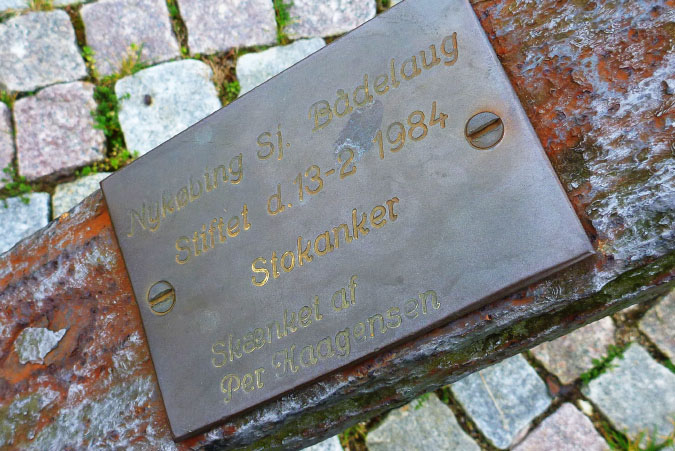 Nykøbing Sj. Bådelaug
Stiftet d. 13-2 1984
Stokanker
Skænket af
Per Haagensen